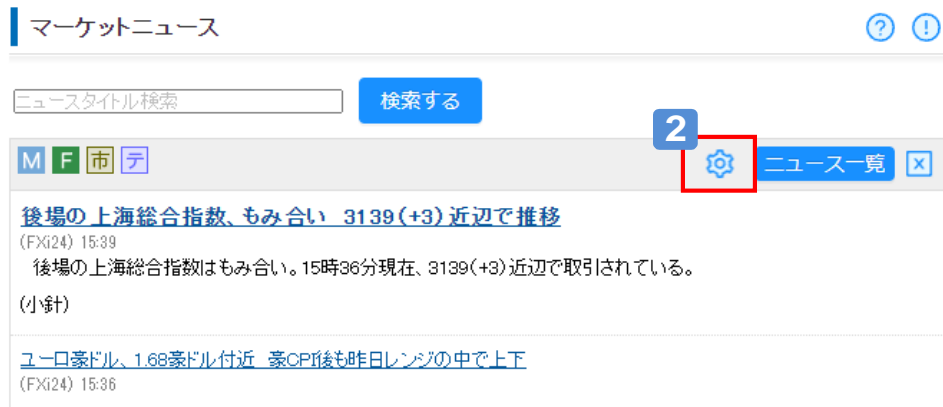 マーケットニュース ? !
ニュースタイトル検索 検索する
2
M F 市 テ ニュース一覧 x
後場の上海総合指数、もみ合い 3139(+3)近辺で推移
(FXi24) 15:39
後場の上海総合指数はもみ合い。15時36分現在、3139(+3)近辺で取引されている。
(小針)
ユーロ豪ドル、1.68豪ドル付近 豪CPI後も昨日レンジの中で上下
(FXi24) 15:36